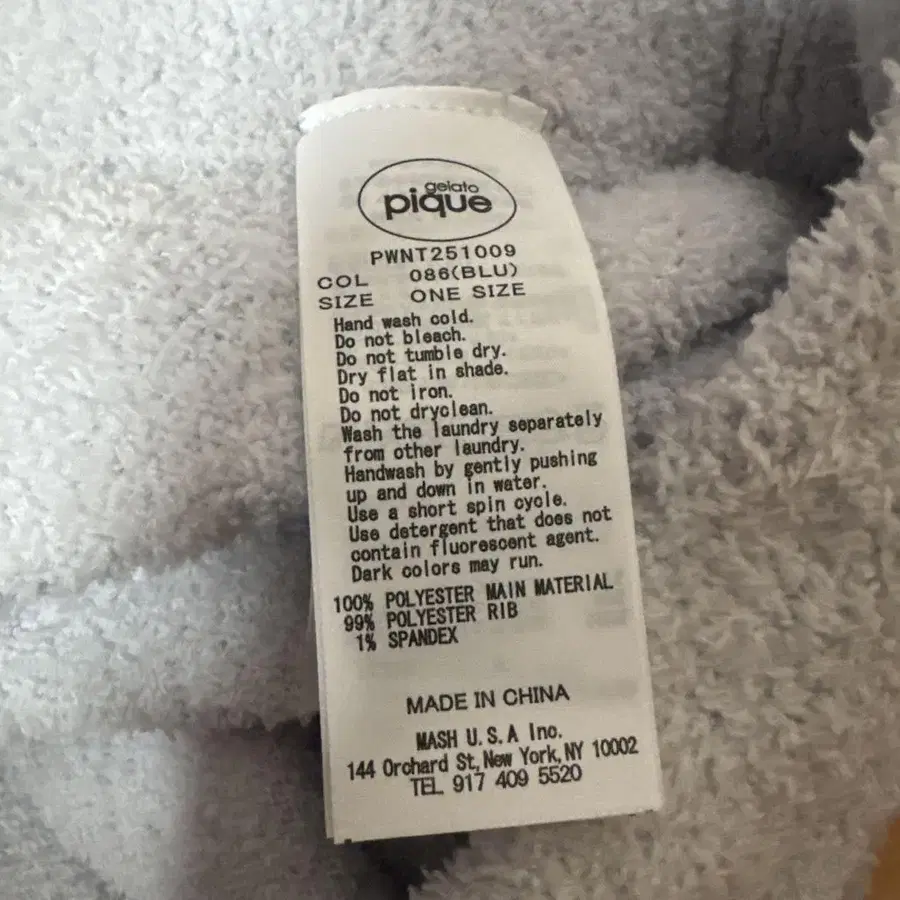 gelato
pique
PWNT251009
COL 086(BLU)
SIZE ONE SIZE
Hand wash cold.
Do not bleach.
Do not tumble dry.
Dry flat in shade.
Do not iron.
Do not dryclean.
Wash the laundry separately
from other laundry.
Handwash by gently pushing
up and down in water.
Use a short spin cycle.
Use detergent that does not
contain fluorescent agent.
Dark colors may run.
100% POLYESTER MAIN MATERIAL
99% POLYESTER RIB
1% SPANDEX
MADE IN CHINA
MASH U.S.A Inc.
144 Orchard St, New York, NY 10002
TEL 917 409 5520